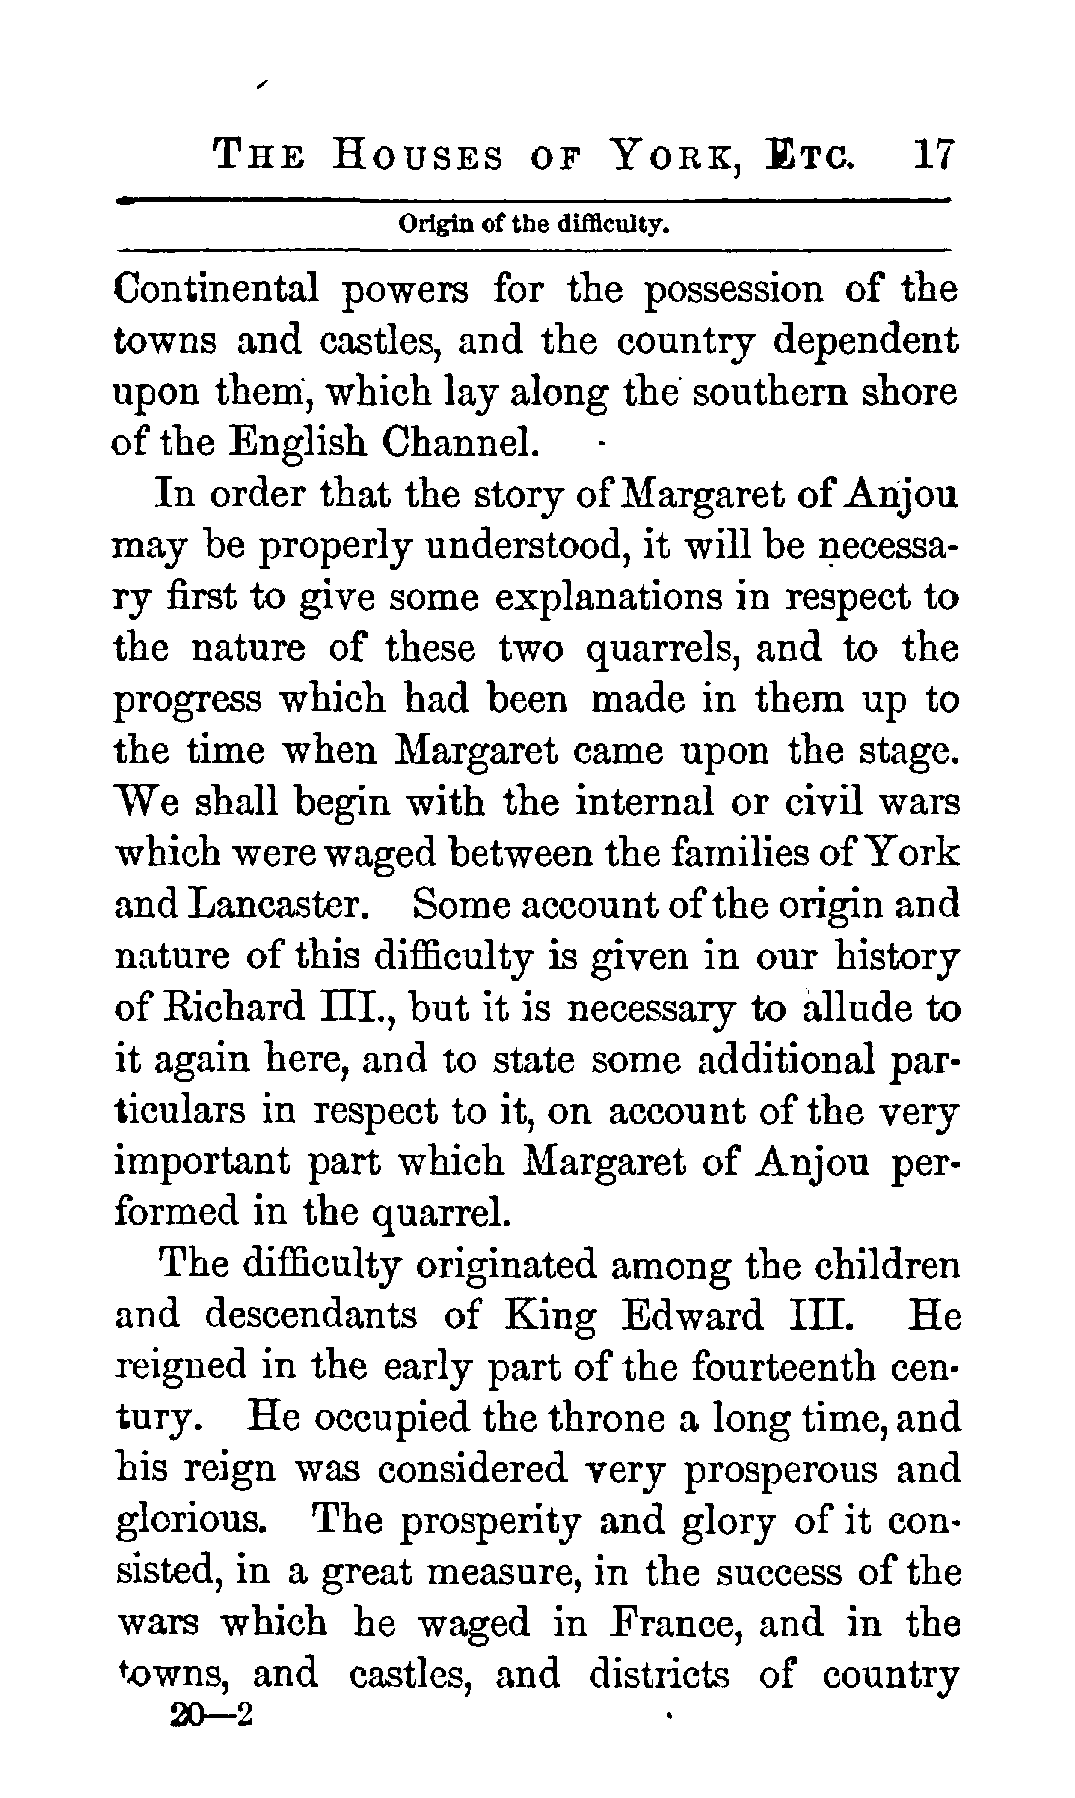 The Houses of York, Etc. 17
Origin of the difficulty.
Continental powers for the possession of the
towns and castles, and the country dependent
upon them, which lay along the southern shore
of the English Channel.
In order that the story of Margaret of Anjou
may be properly understood, it will be necessa-
ry first to give some explanations in respect to
the nature of these two quarrels, and to the
progress which had been made in them up to
the time when Margaret came upon the stage.
We shall begin with the internal or civil wars
which were waged between the families of York
and Lancaster. Some account of the origin and
nature of this difficulty is given in our history
of Richard III., but it is necessary to allude to
it again here, and to state some additional par-
ticulars in respect to it, on account of the very
important part which Margaret of Anjou per-
formed in the quarrel.
The difficulty originated among the children
and descendants of King Edward III. He
reigned in the early part of the fourteenth cen-
tury. He occupied the throne a long time, and
his reign was considered very prosperous and
glorious. The prosperity and glory of it con-
sisted, in a great measure, in the success of the
wars which he waged in France, and in the
towns, and castles, and districts of country
20—2